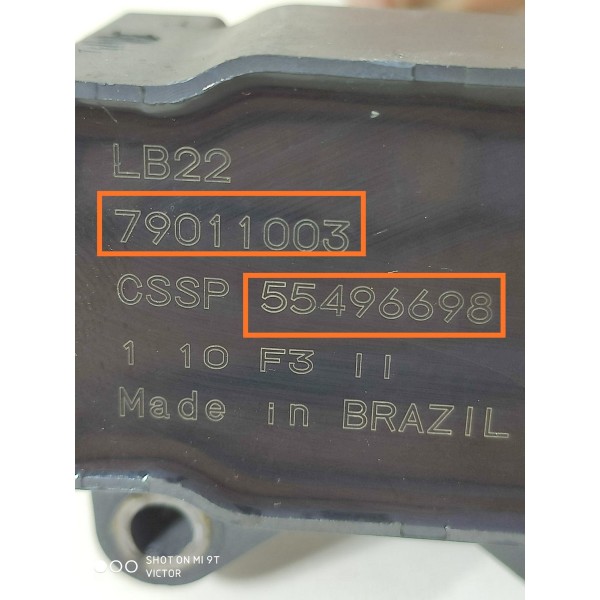 LB22
79011003
CSSP 55496698
1 10 F3 11
Made in BRAZIL
SHOT ON MI 9T
VICTOR